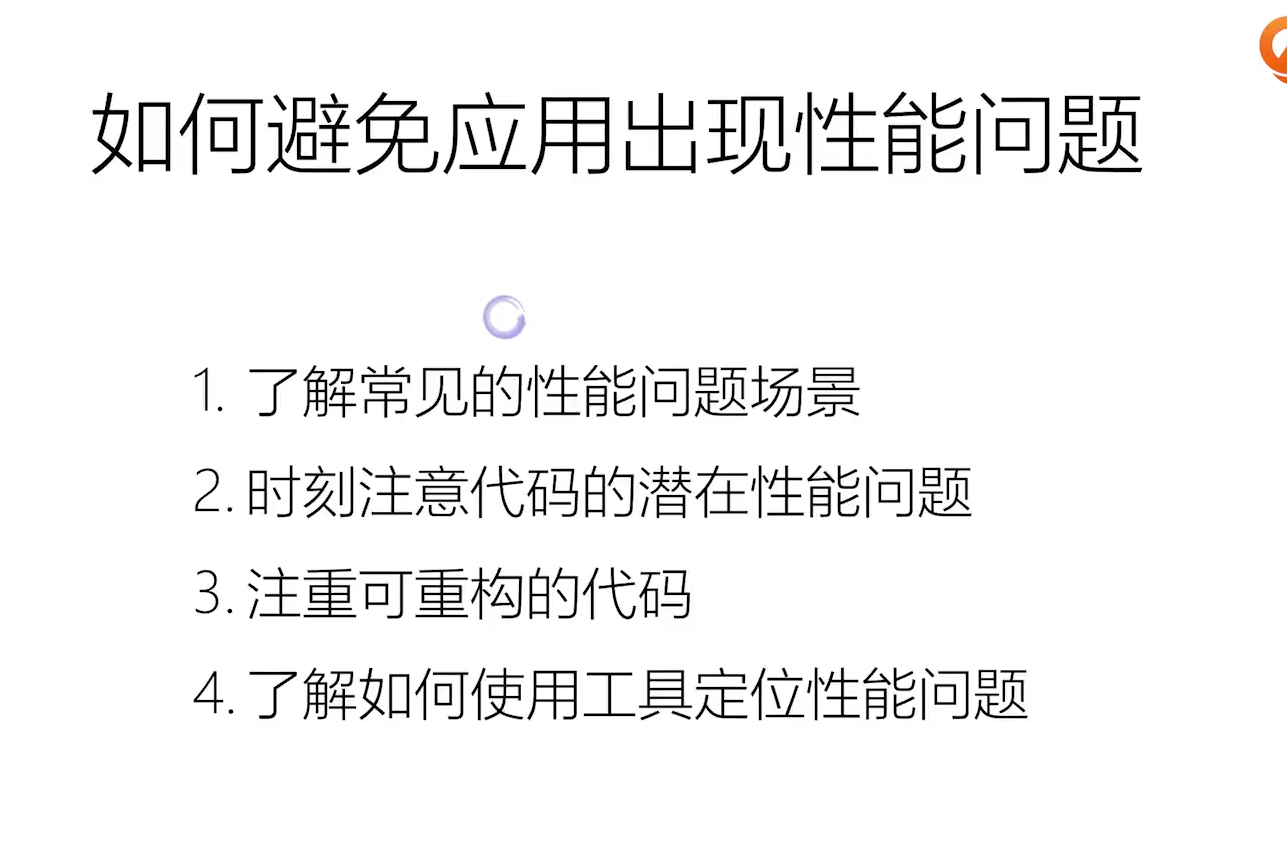 如何避免应用出现性能问题
1. 了解常见的性能问题场景
2. 时刻注意代码的潜在性能问题
3. 注重可重构的代码
4. 了解如何使用工具定位性能问题